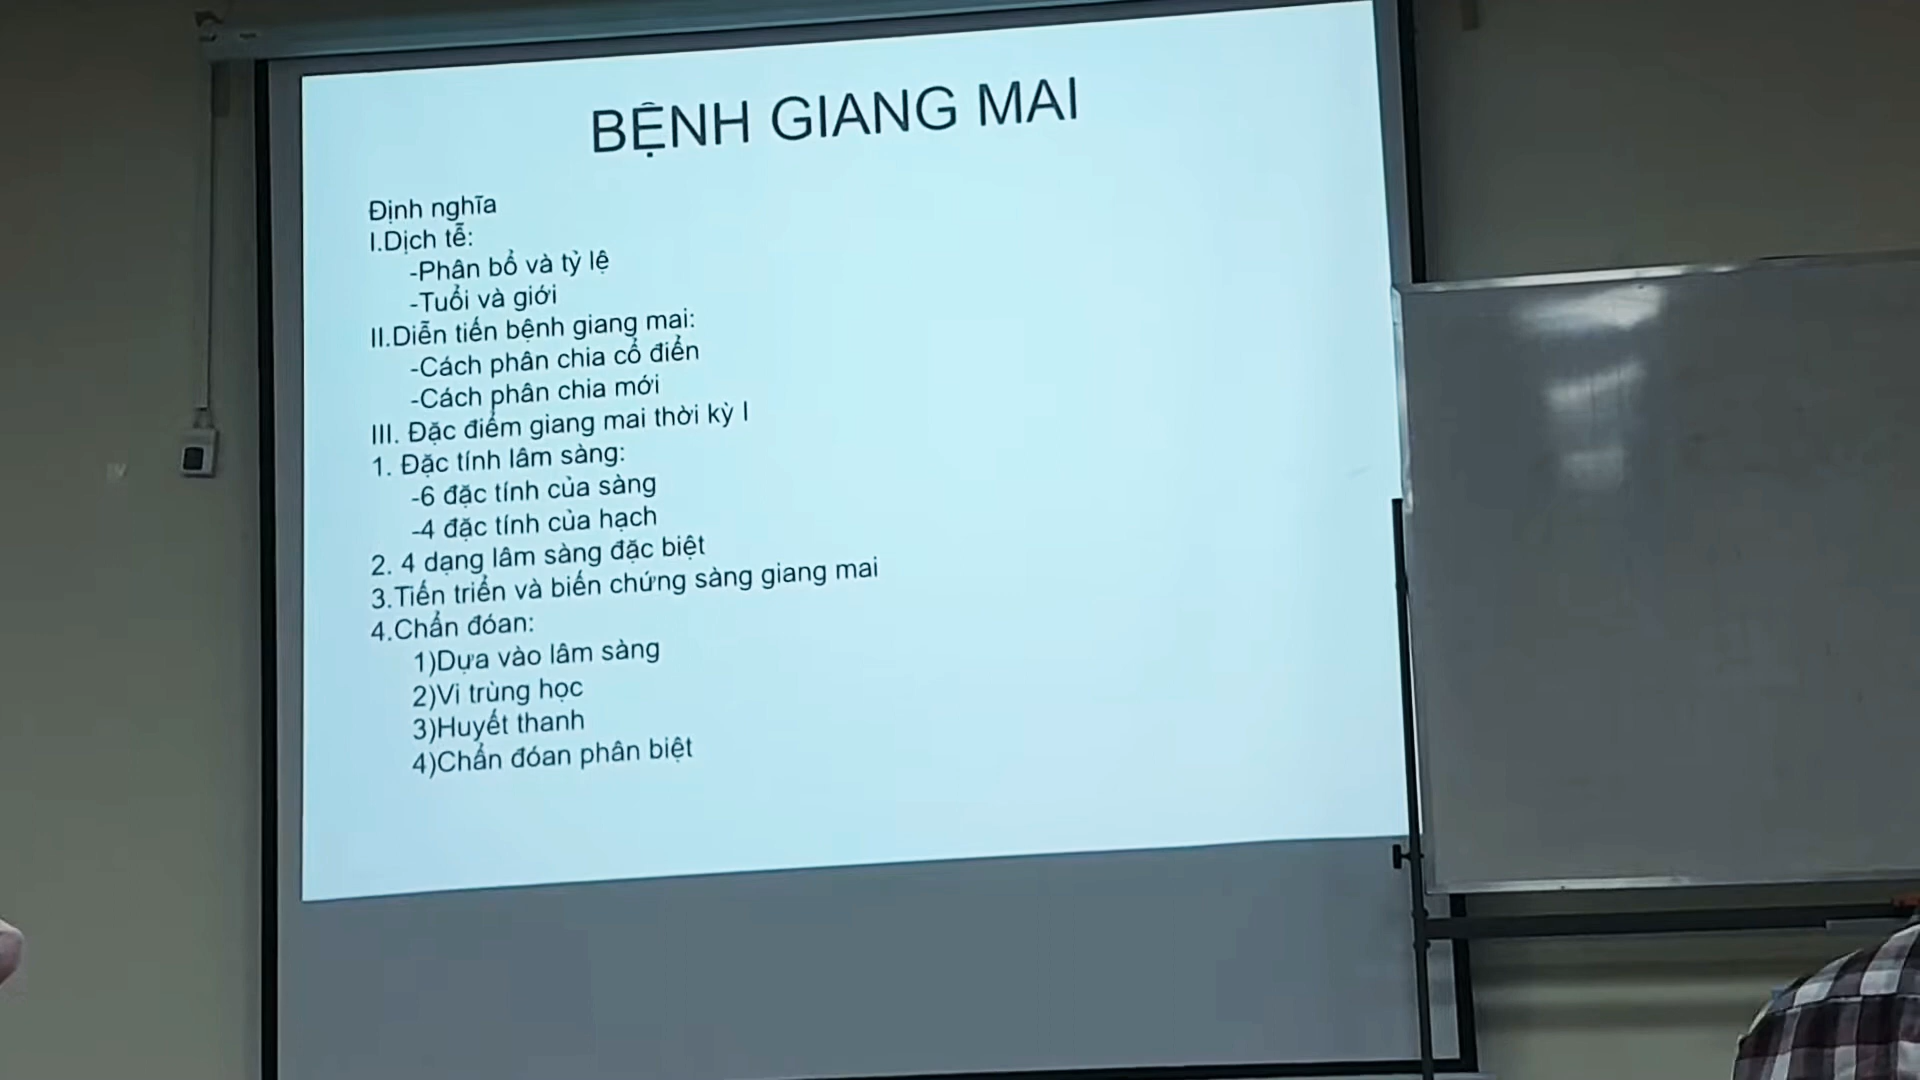 BỆNH GIANG MAI
Định nghĩa
I.Dịch tễ:
-Phân bổ và tỷ lệ
-Tuổi và giới
II.Diễn tiến bệnh giang mai:
-Cách phân chia cổ điển
-Cách phân chia mới
III. Đặc điểm giang mai thời kỳ I
1. Đặc tính lâm sàng:
-6 đặc tính của sàng
-4 đặc tính của hạch
2. 4 dạng lâm sàng đặc biệt
3.Tiến triển và biến chứng sàng giang mai
4.Chẩn đóan:
1)Dựa vào lâm sàng
2)Vi trùng học
3)Huyết thanh
4)Chẩn đóan phân biệt